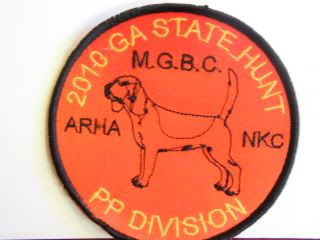 2010 GA STATE HUNT
M.G.B.C.
ARHA
NKC
PP DIVISION